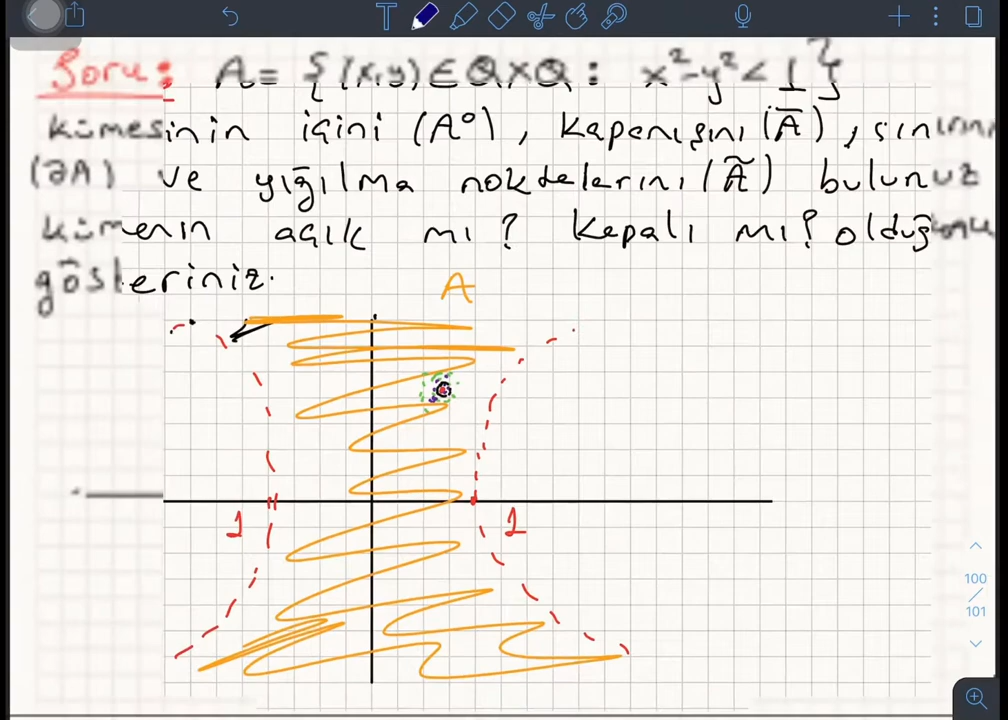 Soru: A = { (x,y) ∈ Q×Q : x² - y² < 1 }
kümesinin içini (A°), kapanışını (Ā), sınırını
(∂A) ve yığılma noktalarını (Ã) bulunuz
kümenin açık mı? kapalı mı? olduğunu
gösteriniz.
A
1 1
100
101